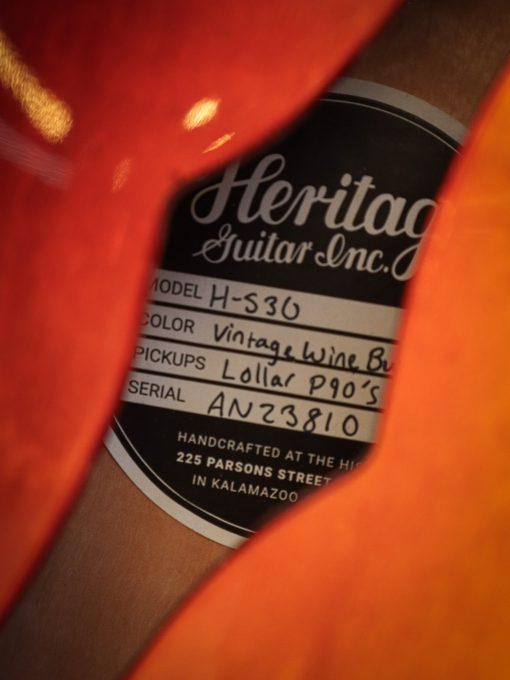 Heritag
Guitar Inc.
MODEL H-530
COLOR Vintage Wine Bu
PICKUPS Lollar P90's
SERIAL AN23810
HANDCRAFTED AT THE HIS
225 PARSONS STREET
IN KALAMAZOO